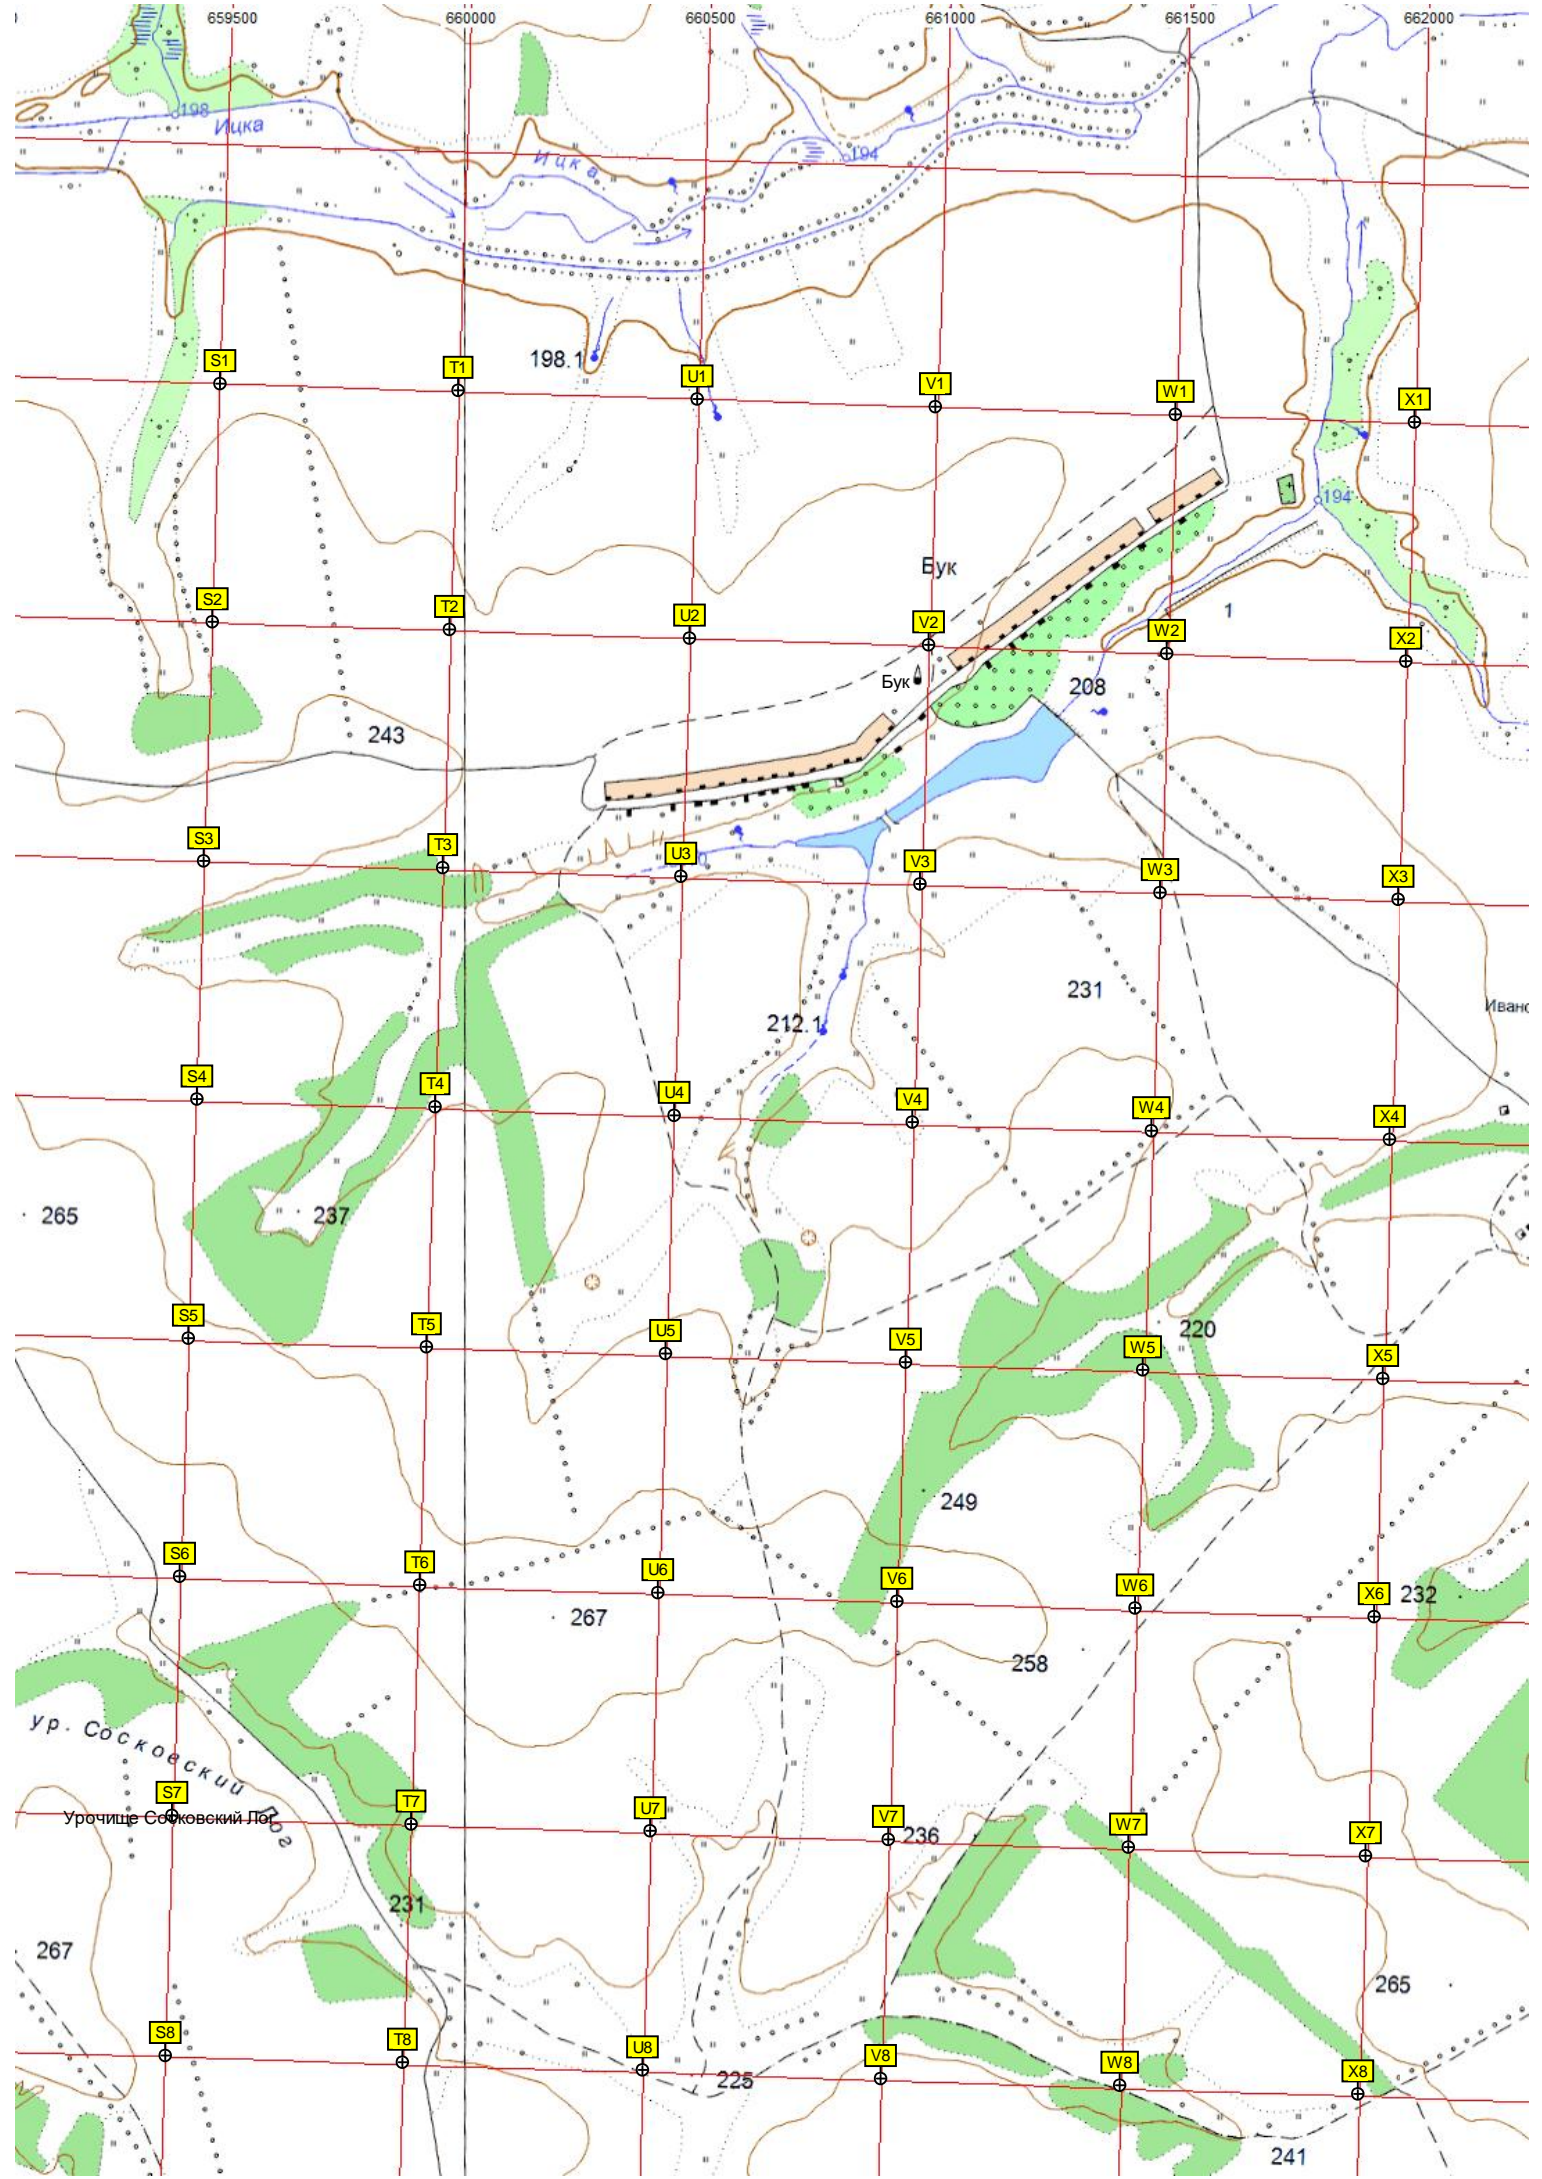 659500 660000 660500 661000 661500 662000
198
Ицка
Ицка
194
198.1
S1 T1 U1 V1 W1 X1
194
Бук
1
S2 T2 U2 V2 W2 X2
Бук
208
243
S3 T3 U3 V3 W3 X3
231
212.1
S4 T4 U4 V4 W4 X4
265
237
220
S5 T5 U5 V5 W5 X5
249
S6 T6 U6 V6 W6 X6
232
267
258
ур. Сосковский Лог
S7 T7 U7 V7 W7 X7
Урочище Сосковский Лог
236
231
267
265
S8 T8 U8 V8 W8 X8
225
241